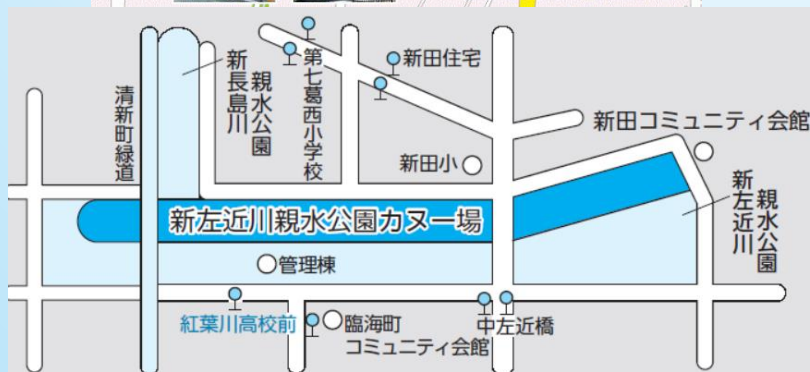 新長島川
親水公園
第七葛西小学校
新田住宅
清新町緑道
新田コミュニティ会館
新田小
新左近川
親水公園
新左近川親水公園カヌー場
管理棟
紅葉川高校前
臨海町
コミュニティ会館
中左近橋